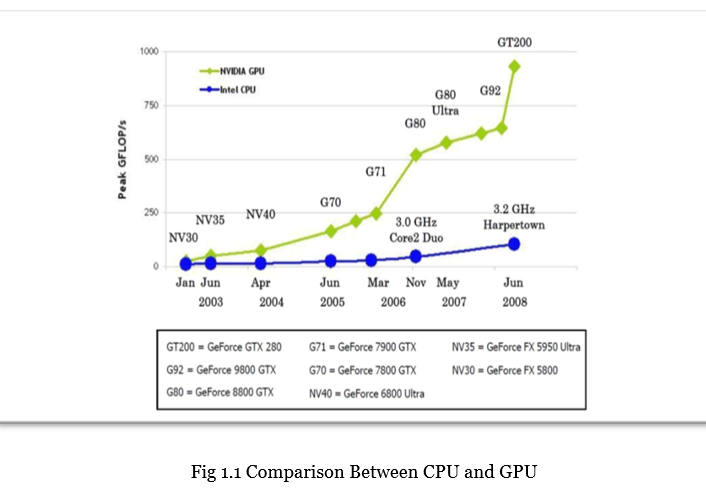 GT200
1000
NVIDIA GPU
Intel CPU
G80
Ultra
G92
750
G80
Peak GFLOP/s
500
G71
G70
250
NV35
NV40
3.0 GHz
Core2 Duo
3.2 GHz
Harpertown
NV30
0
Jan Jun Apr Jun Mar Nov May Jun
2003 2004 2005 2006 2007 2008
GT200 = GeForce GTX 280 G71 = GeForce 7900 GTX NV35 = GeForce FX 5950 Ultra
G92 = GeForce 9800 GTX G70 = GeForce 7800 GTX NV30 = GeForce FX 5800
G80 = GeForce 8800 GTX NV40 = GeForce 6800 Ultra
Fig 1.1 Comparison Between CPU and GPU